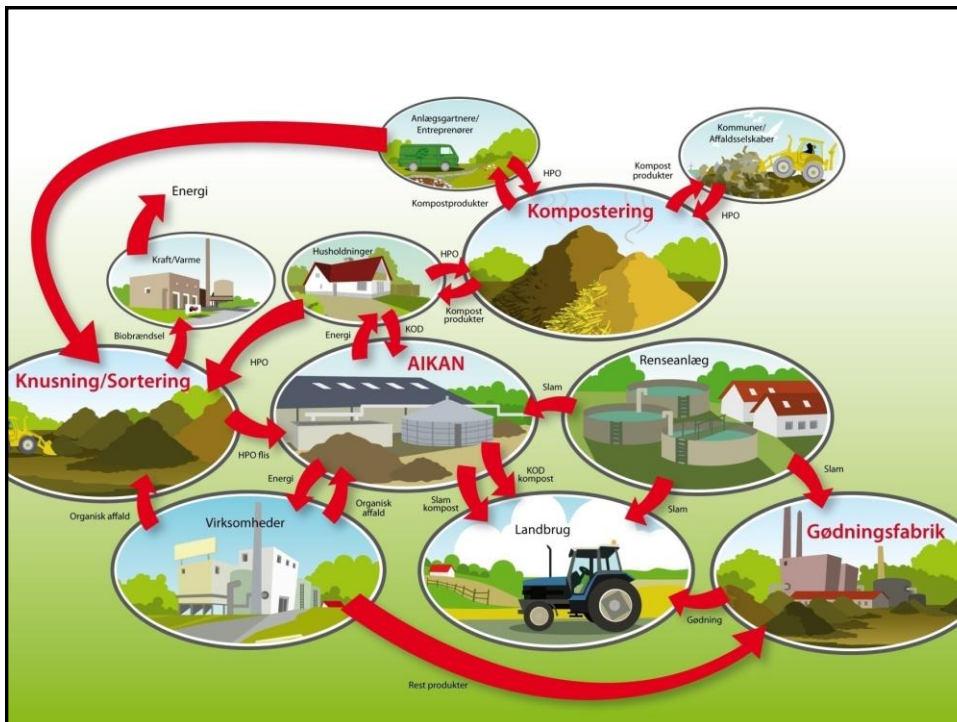 Anlægsgartnere/
Entreprenører
Kommuner/
Affaldsselskaber
HPO
Kompost
produkter
Kompostprodukter
Kompostering
HPO
Energi
Kraft/Varme
Husholdninger
HPO
Kompost
produkter
Biobrændsel
Energi
KOD
HPO
AIKAN
Renseanlæg
Knusning/Sortering
Slam
HPO flis
Energi
Organisk
affald
Slam
kompost
KOD
kompost
Slam
Slam
Organisk affald
Virksomheder
Landbrug
Gødningsfabrik
Gødning
Rest produkter